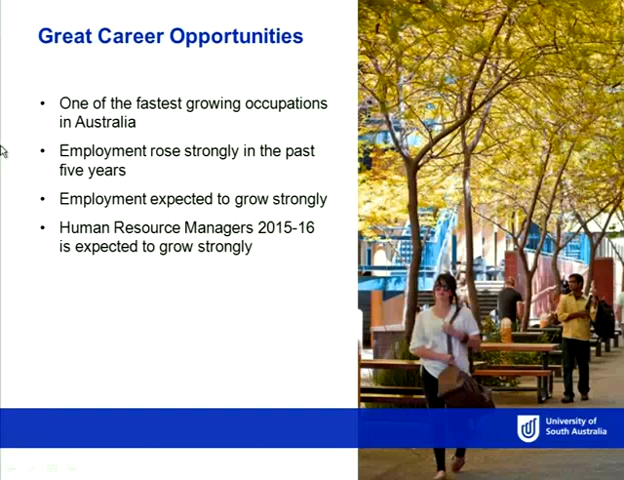 Great Career Opportunities
• One of the fastest growing occupations
in Australia
• Employment rose strongly in the past
five years
• Employment expected to grow strongly
• Human Resource Managers 2015-16
is expected to grow strongly
University of
South Australia